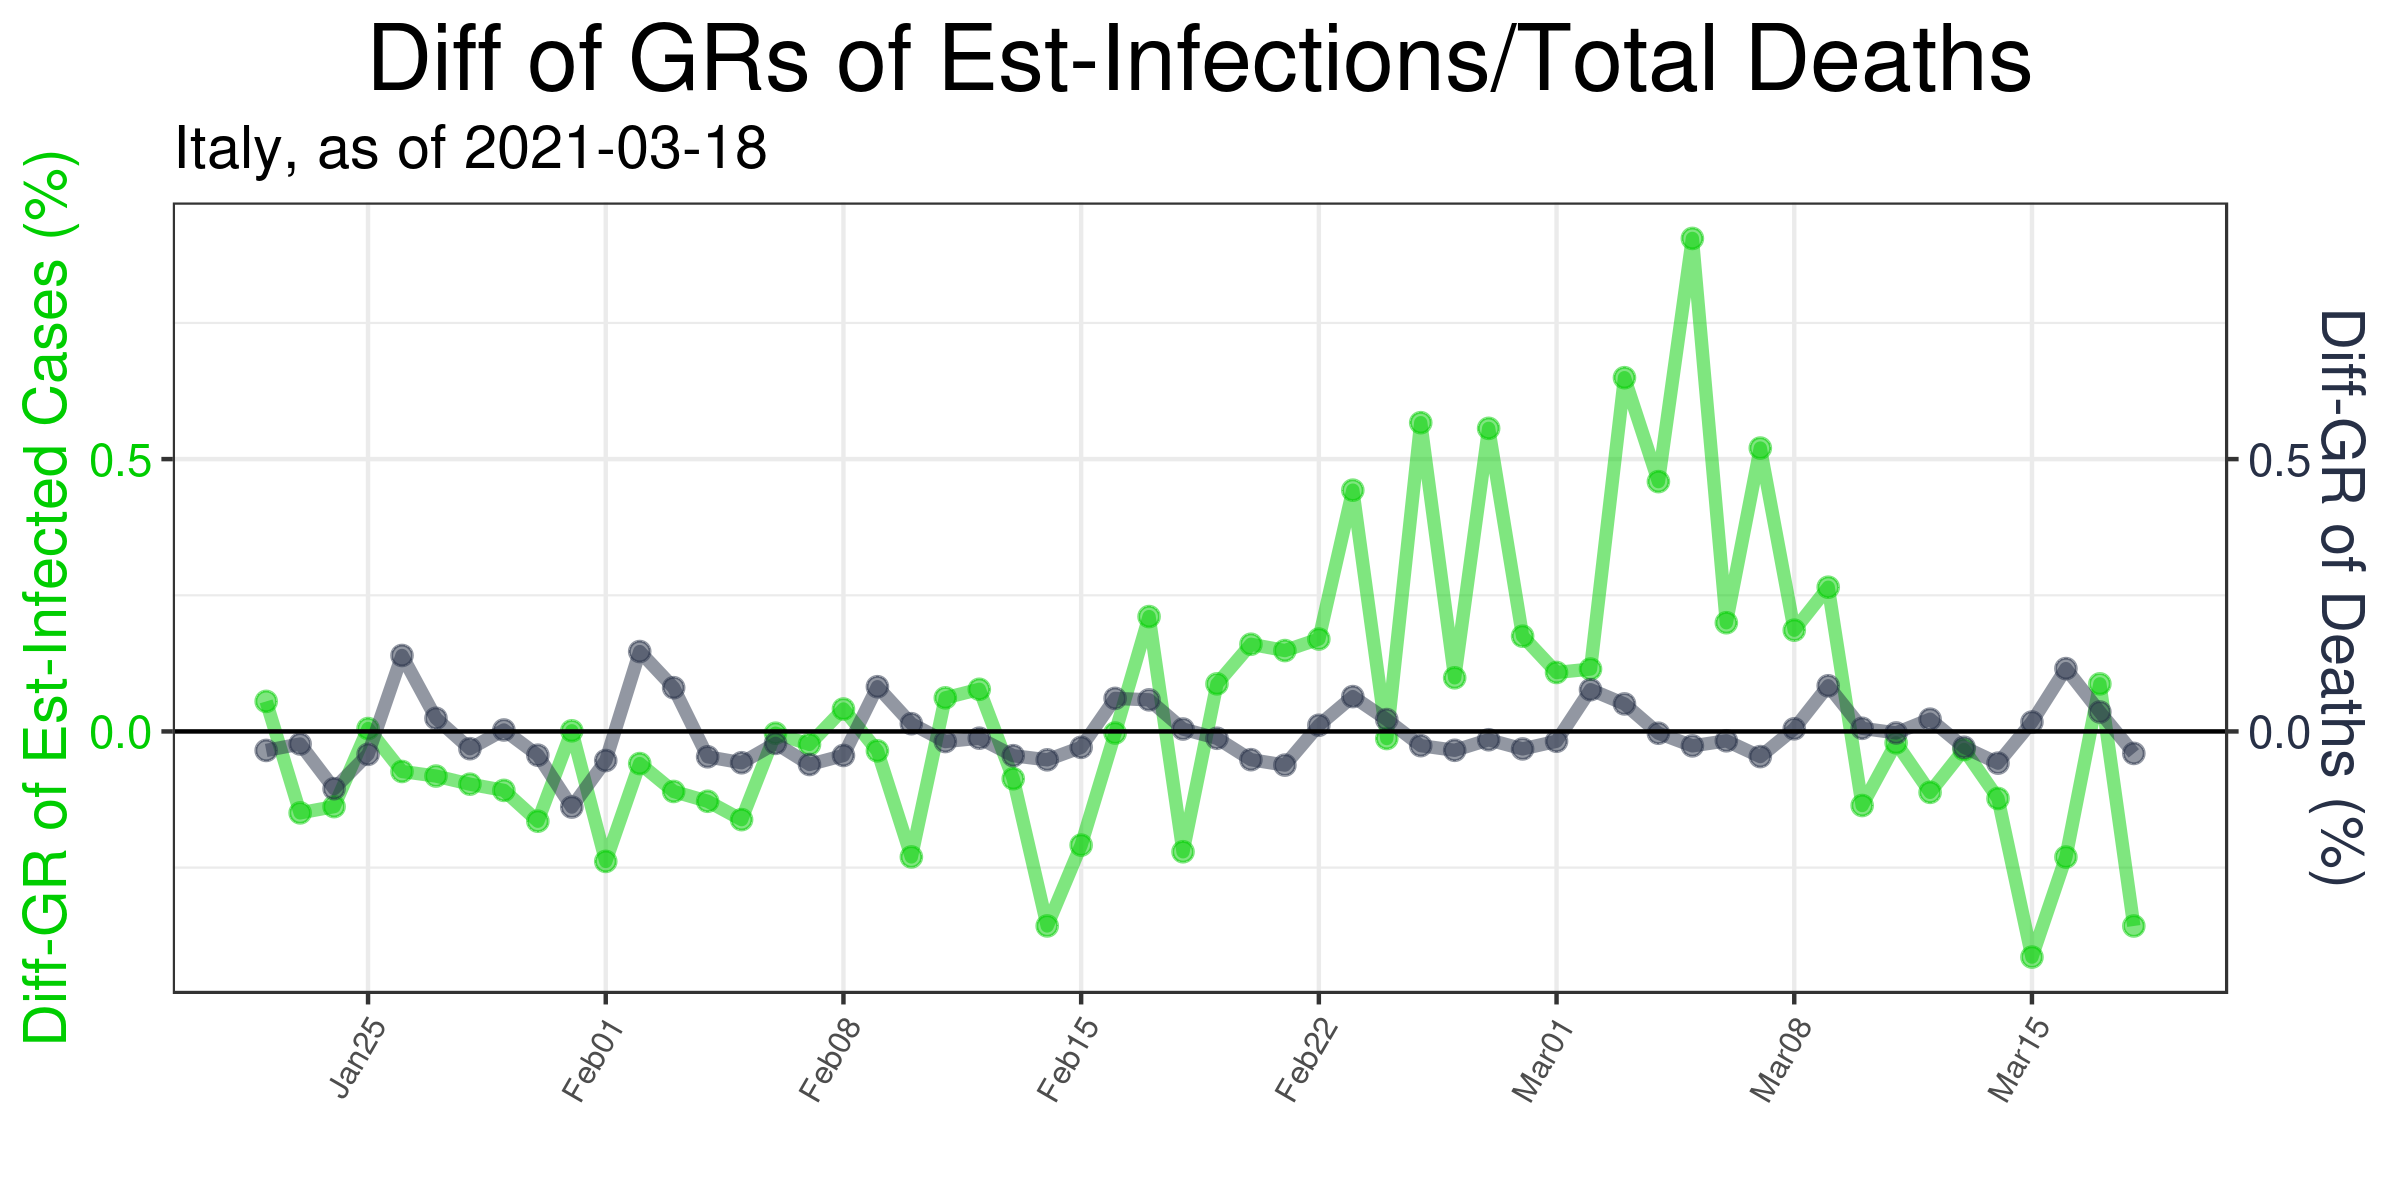 Diff of GRs of Est-Infections/Total Deaths
Italy, as of 2021-03-18
Diff-GR of Est-Infected Cases (%)
0.5
0.0
0.5
0.0
Diff-GR of Deaths (%)
Jan25
Feb01
Feb08
Feb15
Feb22
Mar01
Mar08
Mar15